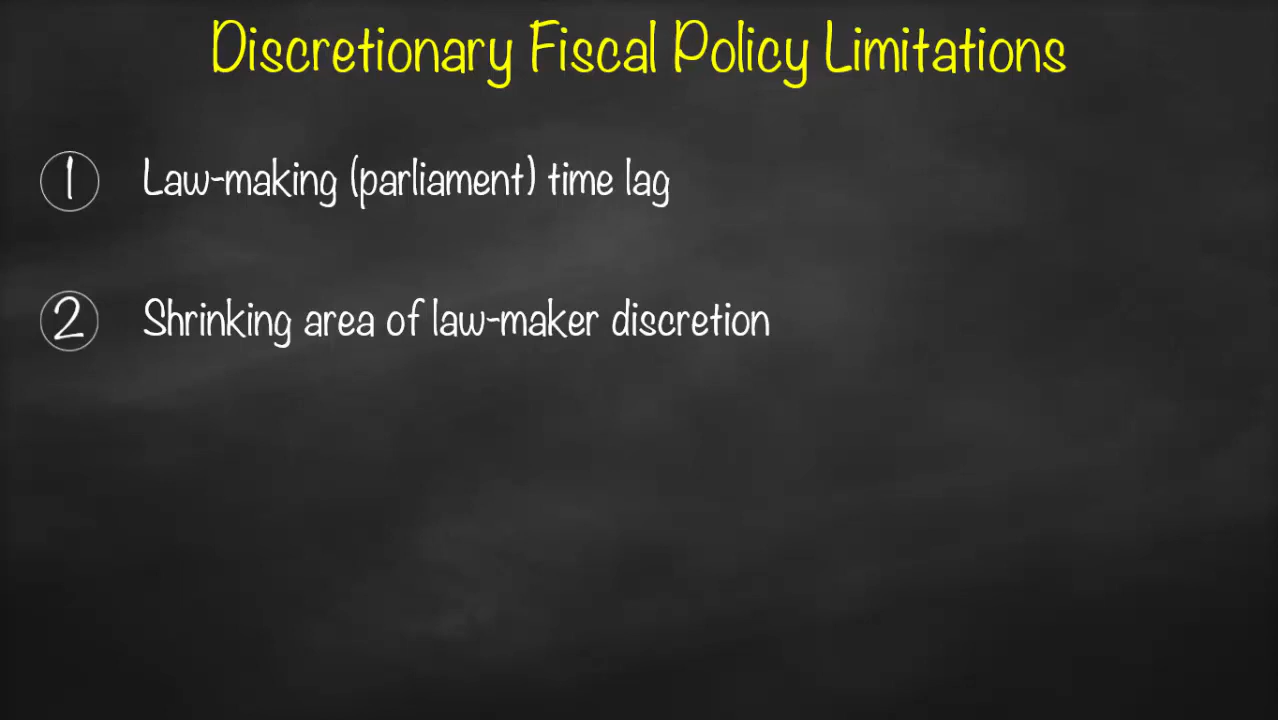 Discretionary Fiscal Policy Limitations
1 Law-making (parliament) time lag
2 Shrinking area of law-maker discretion